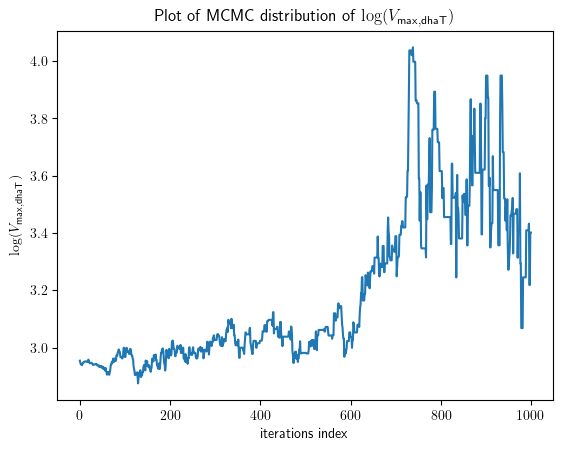 Plot of MCMC distribution of log(V_max,dhaT)
4.0
3.8
3.6
3.4
3.2
3.0
log(V_max,dhaT)
0 200 400 600 800 1000
iterations index